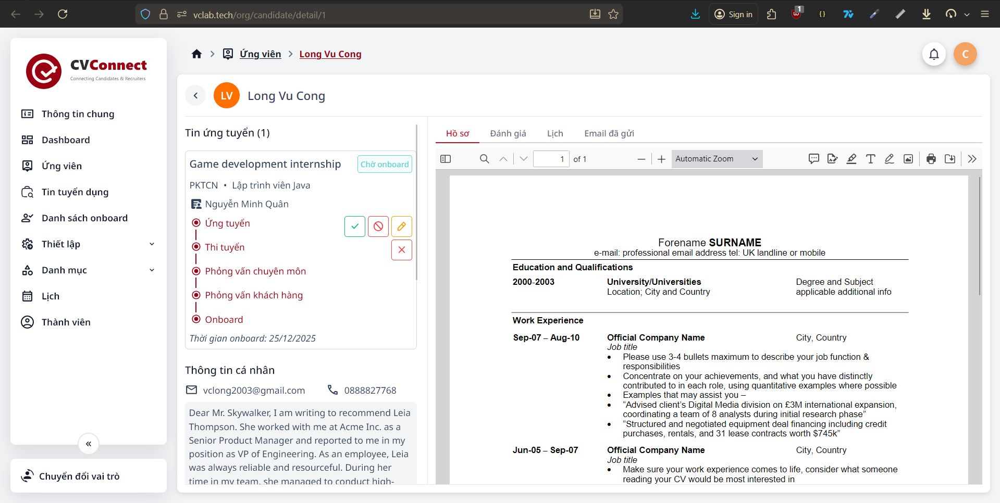 vclab.tech/org/candidate/detail/1
Sign in
1
CVConnect
Connecting Candidates & Recruiters
Thông tin chung
Dashboard
Ứng viên
Tin tuyển dụng
Danh sách onboard
Thiết lập
Danh mục
Lịch
Thành viên
Chuyển đổi vai trò
Ứng viên
Long Vu Cong
C
LV
Long Vu Cong
Tin ứng tuyển (1)
Game development internship
Chờ onboard
PKTCN • Lập trình viên Java
Nguyễn Minh Quân
Ứng tuyển
Thi tuyển
Phỏng vấn chuyên môn
Phỏng vấn khách hàng
Onboard
Thời gian onboard: 25/12/2025
Thông tin cá nhân
vclong2003@gmail.com
0888827768
Dear Mr. Skywalker, I am writing to recommend Leia
Thompson. She worked with me at Acme Inc. as a
Senior Product Manager and reported to me in my
position as VP of Engineering. As an employee, Leia
was always reliable and resourceful. During her
time in my team, she managed to conduct high-
Hồ sơ
Đánh giá
Lịch
Email đã gửi
1 of 1
Automatic Zoom
Forename SURNAME
e-mail: professional email address tel: UK landline or mobile
Education and Qualifications
2000-2003 University/Universities Degree and Subject
Location; City and Country applicable additional info
Work Experience
Sep-07 – Aug-10 Official Company Name City, Country
Job title
• Please use 3-4 bullets maximum to describe your job function &
responsibilities
• Concentrate on your achievements, and what you have distinctly
contributed to in each role, using quantitative examples where possible
• Examples that may assist you –
• “Advised client’s Digital Media division on £3M international expansion,
coordinating a team of 8 analysts during initial research phase”
• “Structured and negotiated equipment deal financing including credit
purchases, rentals, and 31 lease contracts worth $745k”
Jun-05 – Sep-07 Official Company Name City, Country
Job title
• Make sure your work experience comes to life, consider what someone
reading your CV would be most interested in